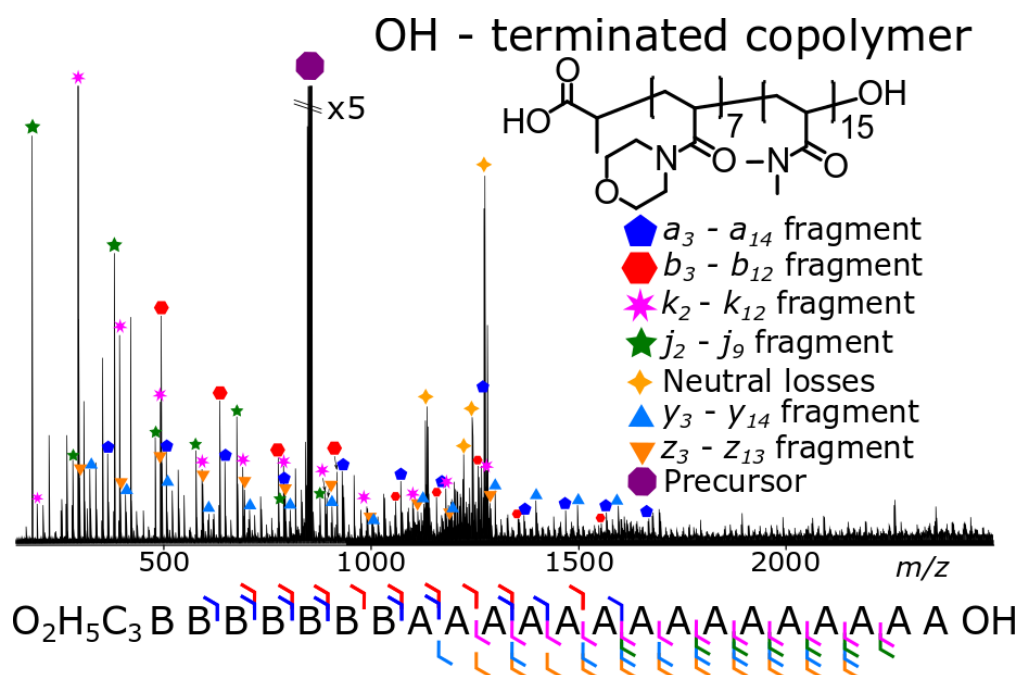 OH - terminated copolymer
x5
O
HO
N
O
O
7
N
O
15
OH
a3 - a14 fragment
b3 - b12 fragment
k2 - k12 fragment
j2 - j9 fragment
Neutral losses
y3 - y14 fragment
z3 - z13 fragment
Precursor
500 1000 1500 2000 m/z
O2H5C3 B B B B B B B A A A A A A A A A A A A A A A OH